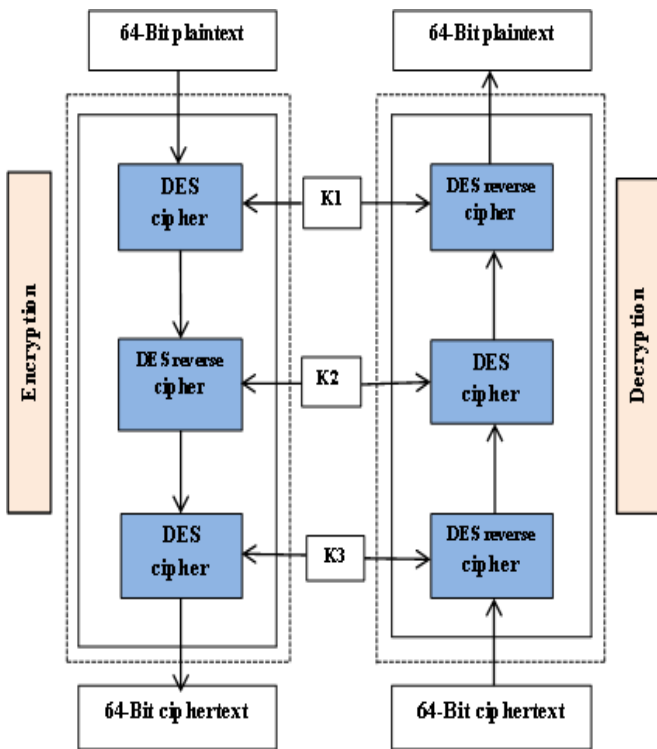 64-Bit plaintext
64-Bit plaintext
Encryption
DES
cipher
K1
DES reverse
cipher
DES reverse
cipher
K2
DES
cipher
DES
cipher
K3
DES reverse
cipher
Decryption
64-Bit ciphertext
64-Bit ciphertext